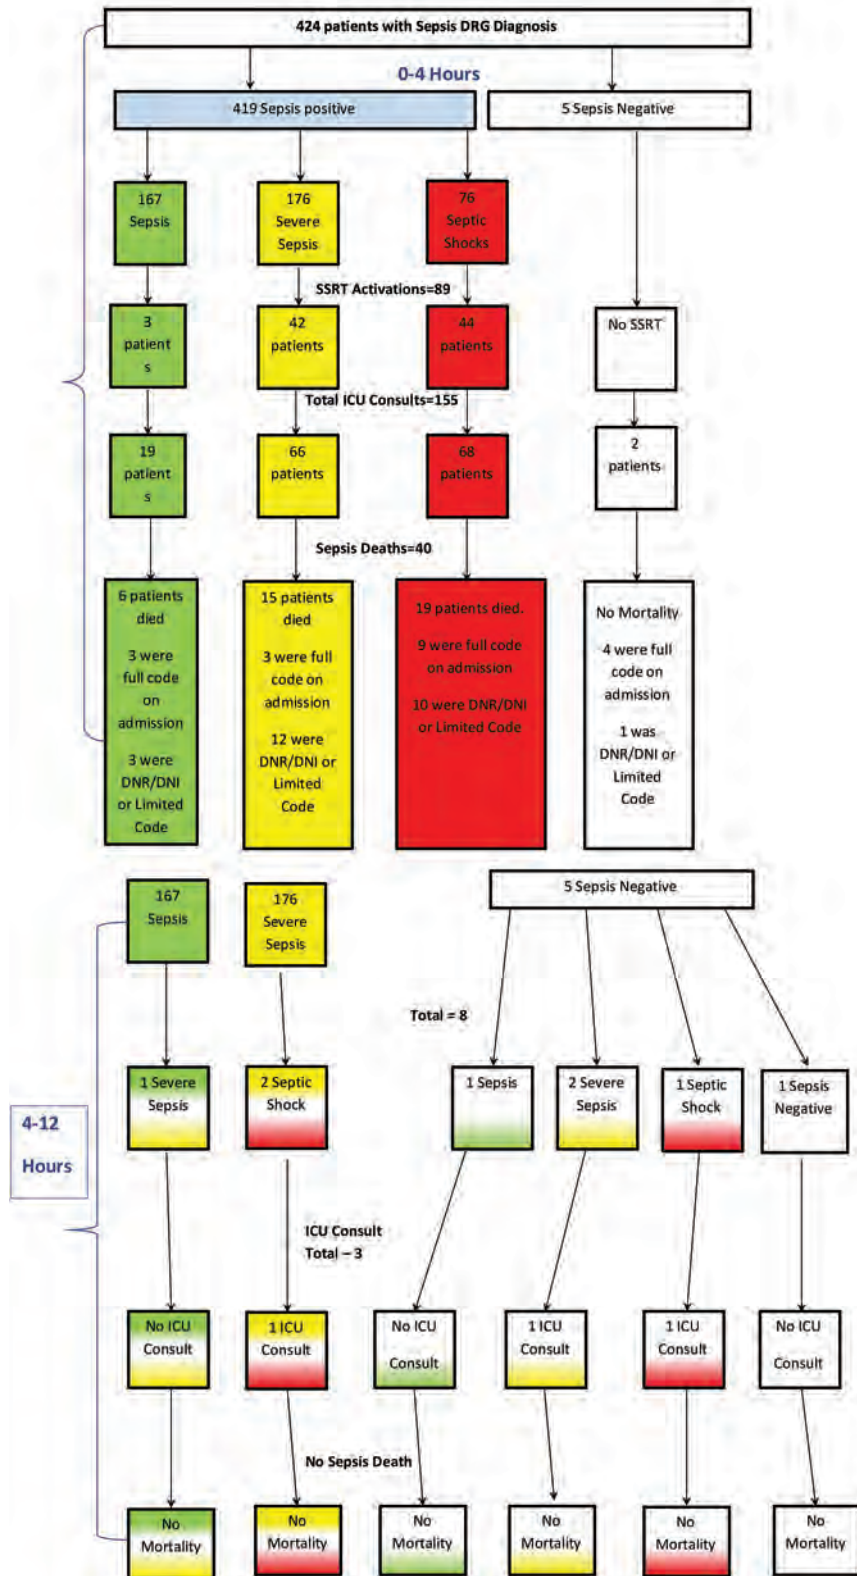 424 patients with Sepsis DRG Diagnosis
0-4 Hours
419 Sepsis positive
5 Sepsis Negative
167
Sepsis
176
Severe
Sepsis
76
Septic
Shocks
SSRT Activations=89
3
patient
s
42
patients
44
patients
No SSRT
Total ICU Consults=155
19
patient
s
66
patients
68
patients
2
patients
Sepsis Deaths=40
6 patients
died
3 were
full code
on
admission
3 were
DNR/DNI
or Limited
Code
15 patients
died
3 were full
code on
admission
12 were
DNR/DNI or
Limited
Code
19 patients died.
9 were full code
on admission
10 were DNR/DNI
or Limited Code
No Mortality
4 were full
code on
admission
1 was
DNR/DNI or
Limited
Code
167
Sepsis
176
Severe
Sepsis
5 Sepsis Negative
Total = 8
4-12
Hours
1 Severe
Sepsis
2 Septic
Shock
1 Sepsis
2 Severe
Sepsis
1 Septic
Shock
1 Sepsis
Negative
ICU Consult
Total – 3
No ICU
Consult
1 ICU
Consult
No ICU
Consult
1 ICU
Consult
1 ICU
Consult
No ICU
Consult
No Sepsis Death
No
Mortality
No
Mortality
No
Mortality
No
Mortality
No
Mortality
No
Mortality